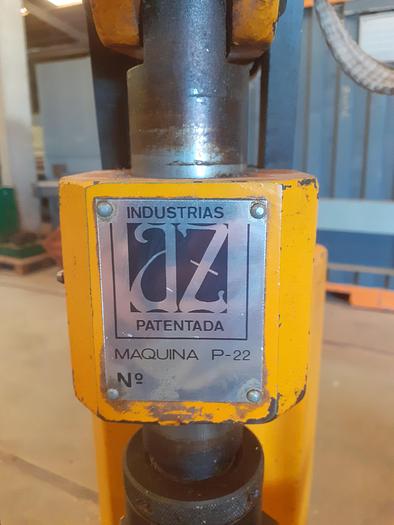 INDUSTRIAS
az
PATENTADA
MAQUINA P-22
Nº